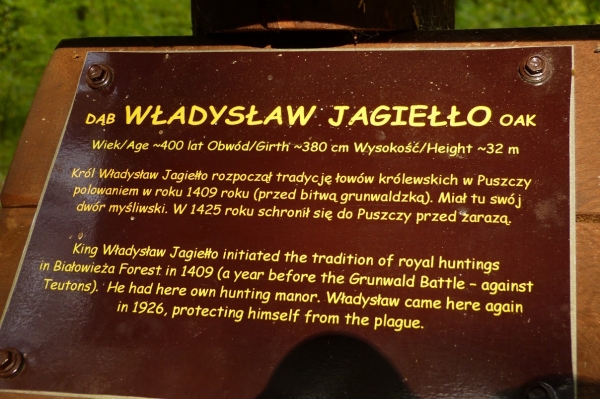 DĄB WŁADYSŁAW JAGIEŁŁO OAK
Wiek/Age ~400 lat Obwód/Girth ~380 cm Wysokość/Height ~32 m
Król Władysław Jagiełło rozpoczął tradycję łowów królewskich w Puszczy
polowaniem w roku 1409 roku (przed bitwą grunwaldzką). Miał tu swój
dwór myśliwski. W 1425 roku schronił się do Puszczy przed zarazą.
King Władysław Jagiełło initiated the tradition of royal huntings
in Białowieża Forest in 1409 (a year before the Grunwald Battle – against
Teutons). He had here own hunting manor. Władysław came here again
in 1926, protecting himself from the plague.